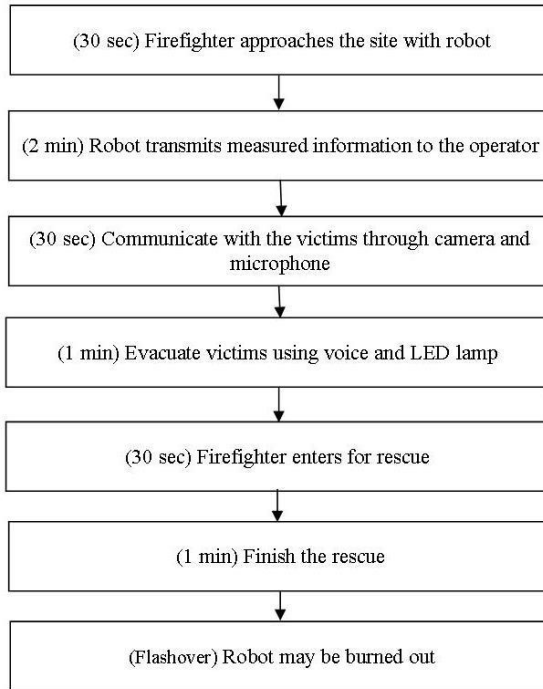 (30 sec) Firefighter approaches the site with robot
(2 min) Robot transmits measured information to the operator
(30 sec) Communicate with the victims through camera and
microphone
(1 min) Evacuate victims using voice and LED lamp
(30 sec) Firefighter enters for rescue
(1 min) Finish the rescue
(Flashover) Robot may be burned out